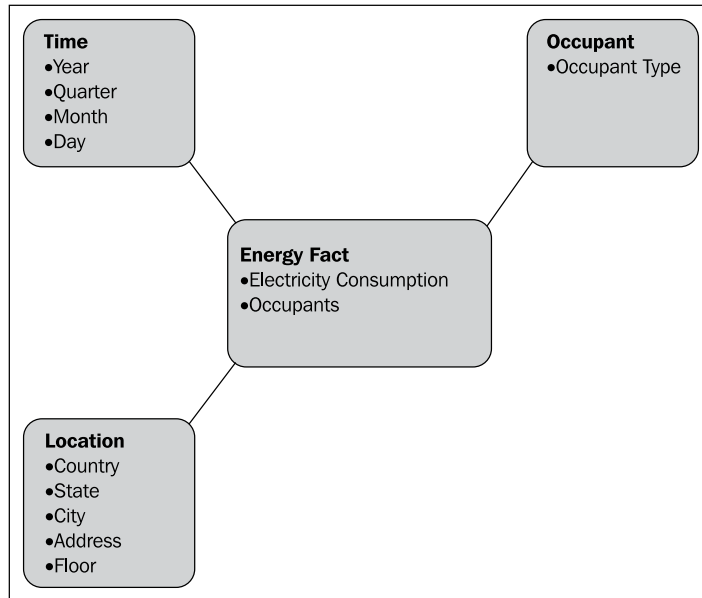 Time
•Year
•Quarter
•Month
•Day
Occupant
•Occupant Type
Energy Fact
•Electricity Consumption
•Occupants
Location
•Country
•State
•City
•Address
•Floor